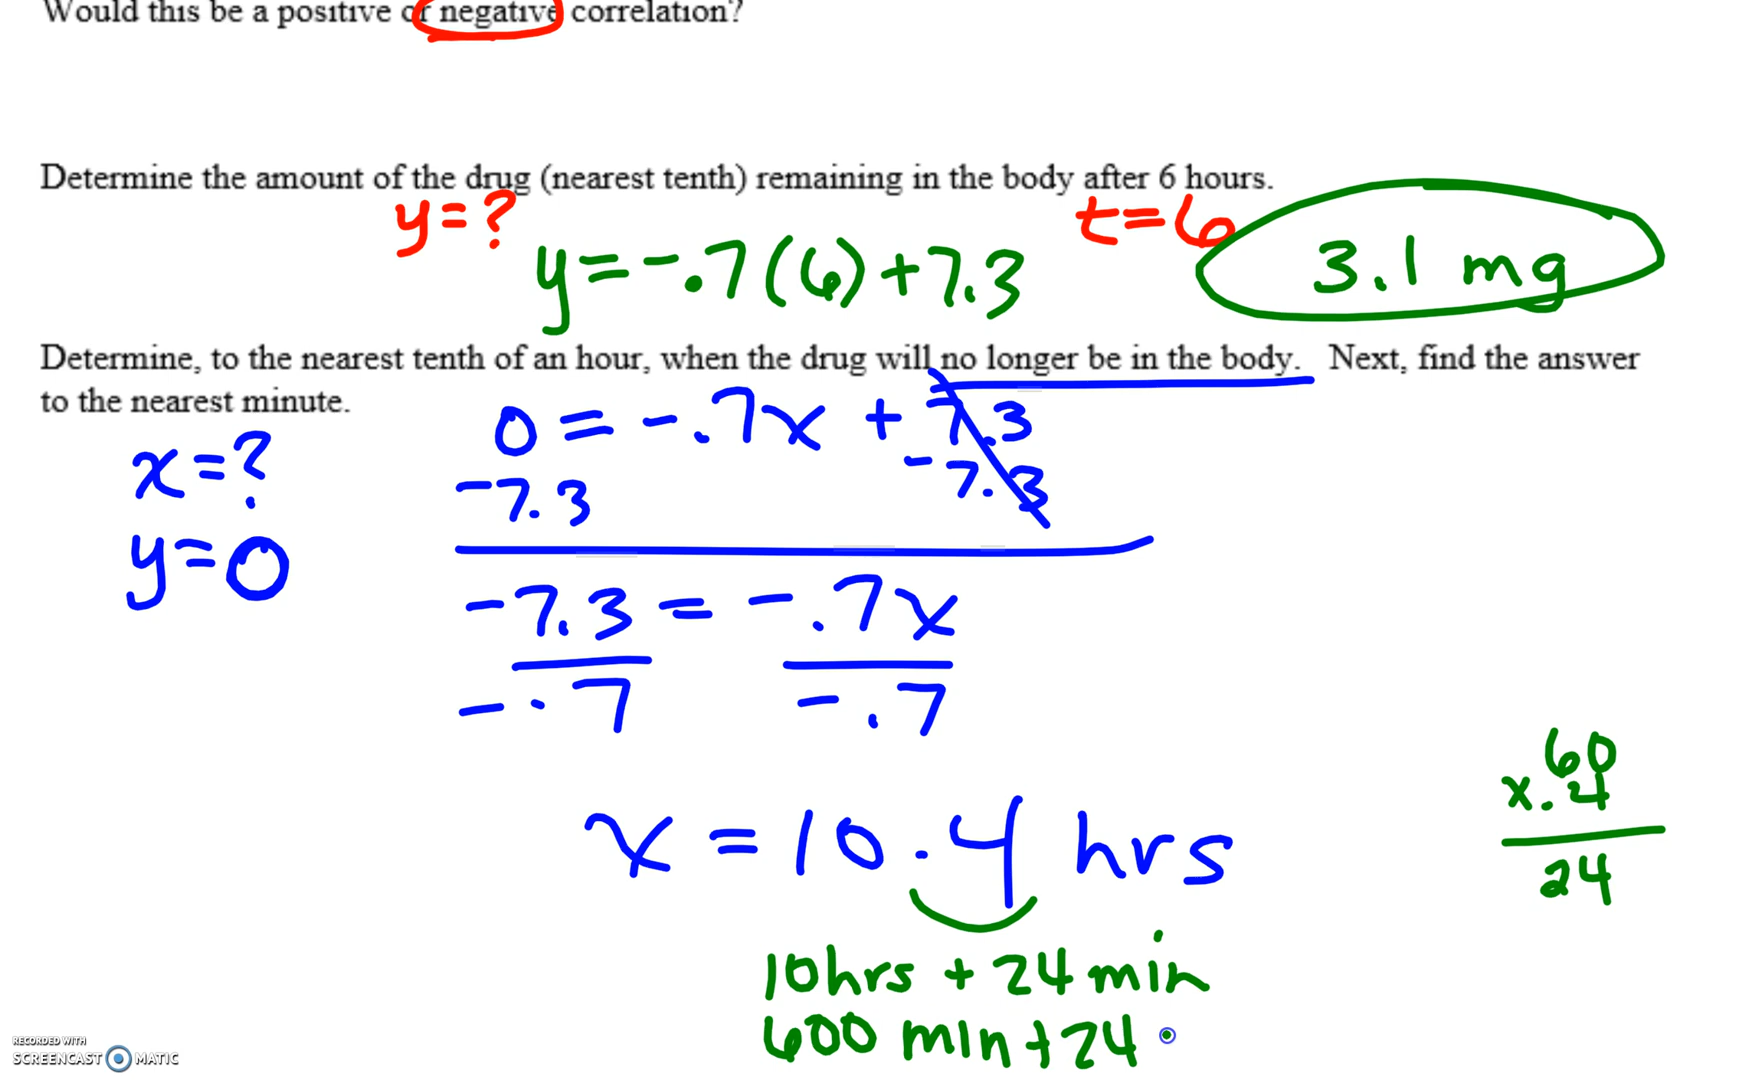 Would this be a positive or negative correlation?
Determine the amount of the drug (nearest tenth) remaining in the body after 6 hours.
y=?
t=6
y=-.7(6)+7.3
3.1 mg
Determine, to the nearest tenth of an hour, when the drug will no longer be in the body. Next, find the answer
to the nearest minute.
x=?
y=0
0=-.7x+7.3
-7.3 -7.3
-7.3=-.7x
-.7 -.7
x=10.4 hrs
60
x.4
24
10hrs + 24 min
600 min+24
RECORDED WITH
SCREENCAST MATIC